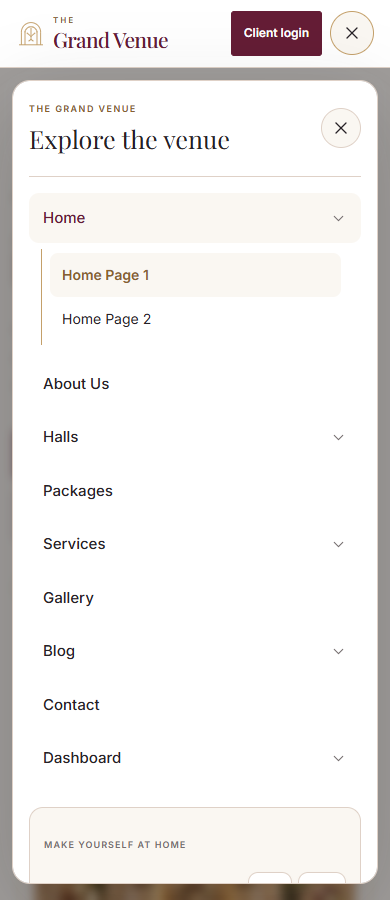 THE
Grand Venue
Client login
THE GRAND VENUE
Explore the venue
Home
Home Page 1
Home Page 2
About Us
Halls
Packages
Services
Gallery
Blog
Contact
Dashboard
MAKE YOURSELF AT HOME